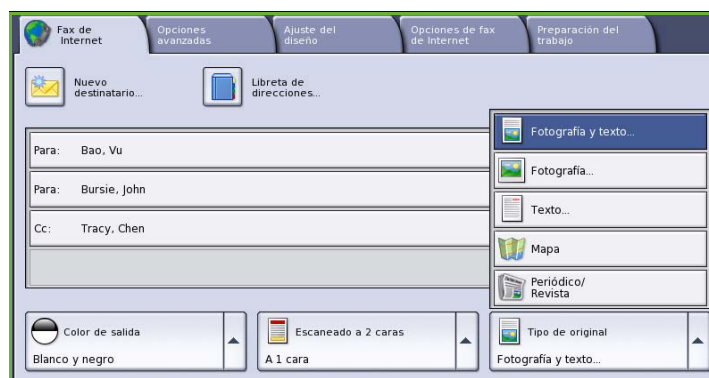 Fax de
Internet
Opciones
avanzadas
Ajuste del
diseño
Opciones de fax
de Internet
Preparación del
trabajo
Nuevo
destinatario...
Libreta de
direcciones...
Para: Bao, Vu
Para: Bursie, John
Cc: Tracy, Chen
Fotografía y texto...
Fotografía...
Texto...
Mapa
Periódico/
Revista
Color de salida
Blanco y negro
Escaneado a 2 caras
A 1 cara
Tipo de original
Fotografía y texto...